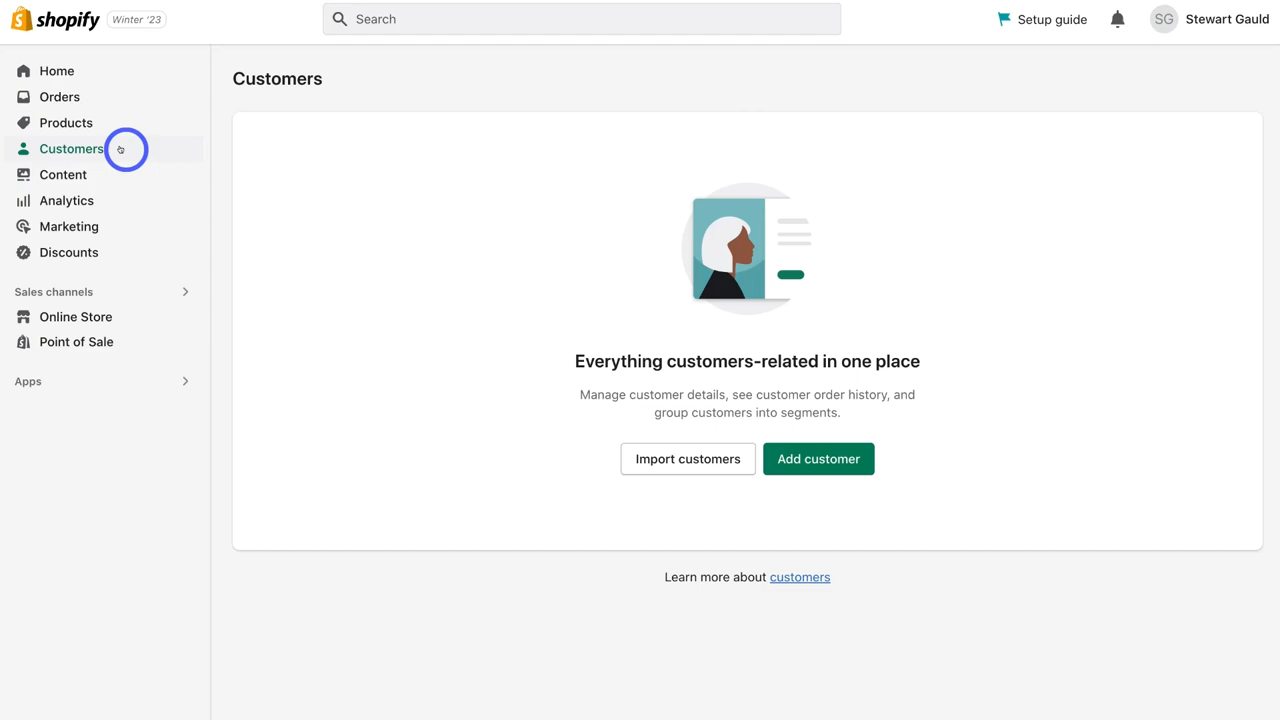 shopify Winter '23
Search
Setup guide
SG Stewart Gauld
Home
Orders
Products
Customers
Content
Analytics
Marketing
Discounts
Sales channels
Online Store
Point of Sale
Apps
Customers
Everything customers-related in one place
Manage customer details, see customer order history, and
group customers into segments.
Import customers
Add customer
Learn more about customers